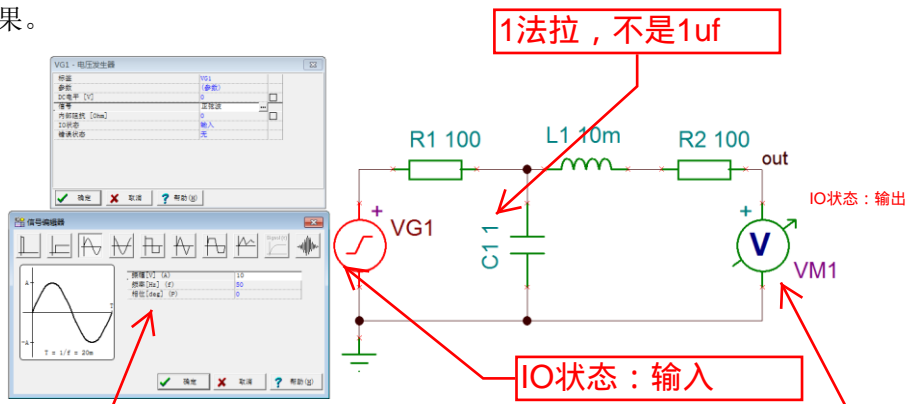 果。
1法拉，不是1uf
VG1 - 电压发生器
标签 VG1
参数 (参数)
DC电平 [V] 0
信号 正弦波 ...
内部阻抗 [Ohm] 0
IO状态 输入
错误状态 无
确定 取消 ? 帮助(H)
信号编辑器
振幅[V] (A) 10
频率[Hz] (f) 50
相位[deg] (P) 0
A
T
-A
T = 1/f = 20m
确定 取消 ? 帮助(H)
R1 100
L1 10m
R2 100
out
IO状态：输出
+
VG1
C1 1
+
V
VM1
IO状态：输入